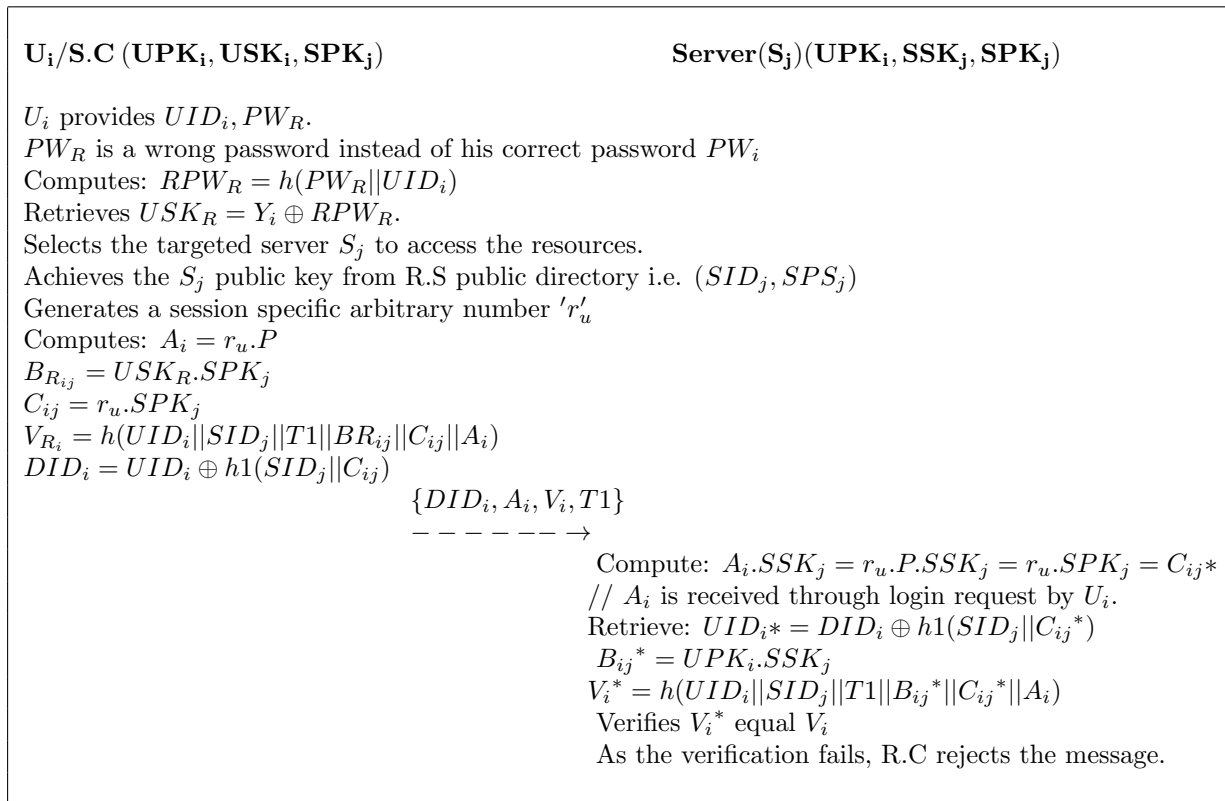 U_i/S.C (UPK_i, USK_i, SPK_j) Server(S_j)(UPK_i, SSK_j, SPK_j)
U_i provides UID_i, PW_R.
PW_R is a wrong password instead of his correct password PW_i
Computes: RPW_R = h(PW_R||UID_i)
Retrieves USK_R = Y_i ⊕ RPW_R.
Selects the targeted server S_j to access the resources.
Achieves the S_j public key from R.S public directory i.e. (SID_j, SPS_j)
Generates a session specific arbitrary number 'r'_u
Computes: A_i = r_u.P
B_{R_{ij}} = USK_R.SPK_j
C_{ij} = r_u.SPK_j
V_{R_i} = h(UID_i||SID_j||T1||BR_{ij}||C_{ij}||A_i)
DID_i = UID_i ⊕ h1(SID_j||C_{ij})
{DID_i, A_i, V_i, T1}
− − − − −− →
Compute: A_i.SSK_j = r_u.P.SSK_j = r_u.SPK_j = C_{ij}*
// A_i is received through login request by U_i.
Retrieve: UID_i* = DID_i ⊕ h1(SID_j||C_{ij}^*)
B_{ij}^* = UPK_i.SSK_j
V_i^* = h(UID_i||SID_j||T1||B_{ij}^*||C_{ij}^*||A_i)
Verifies V_i^* equal V_i
As the verification fails, R.C rejects the message.